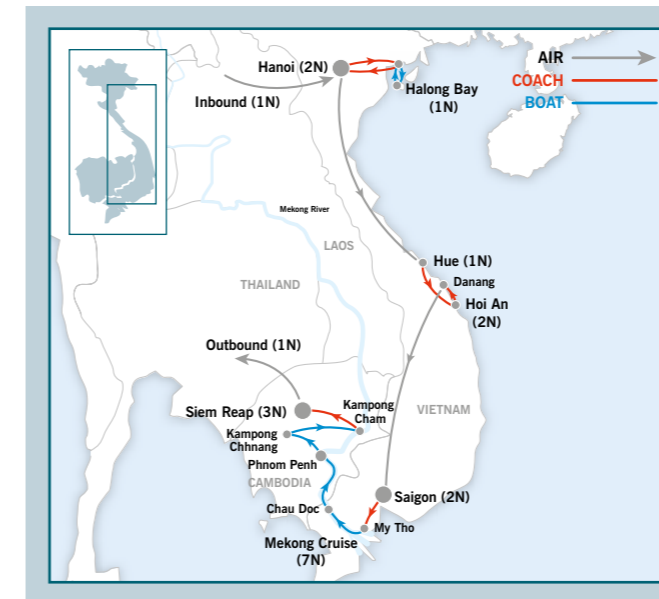 Hanoi (2N)
Inbound (1N)
Halong Bay
(1N)
AIR
COACH
BOAT
Mekong River
LAOS
THAILAND
Hue (1N)
Danang
Hoi An
(2N)
Outbound (1N)
Siem Reap (3N)
Kampong
Cham
VIETNAM
Kampong
Chhnang
Phnom Penh
CAMBODIA
Saigon (2N)
Chau Doc
My Tho
Mekong Cruise
(7N)